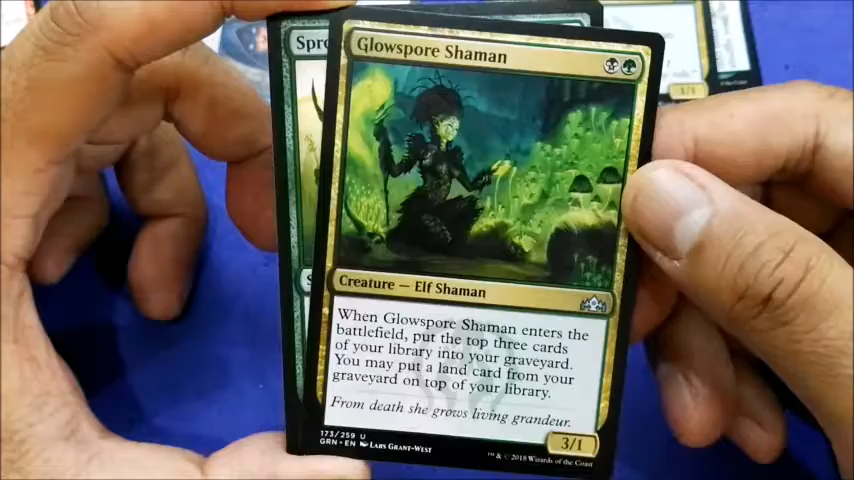 Spro
Glowspore Shaman
Creature — Elf Shaman
When Glowspore Shaman enters the
battlefield, put the top three cards
of your library into your graveyard.
You may put a land card from your
graveyard on top of your library.
From death she grows living grandeur.
173/259 U
GRN • EN Lars Grant-West
3/1
™ & © 2018 Wizards of the Coast
1/1